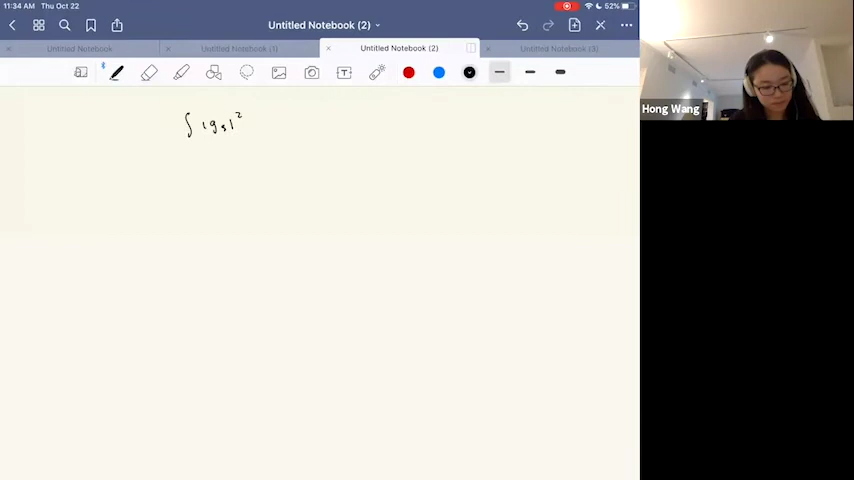 11:34 AM Thu Oct 22
52%
Untitled Notebook (2)
Untitled Notebook
Untitled Notebook (1)
Untitled Notebook (2)
Untitled Notebook (3)
Hong Wang
∫ |g_s|²